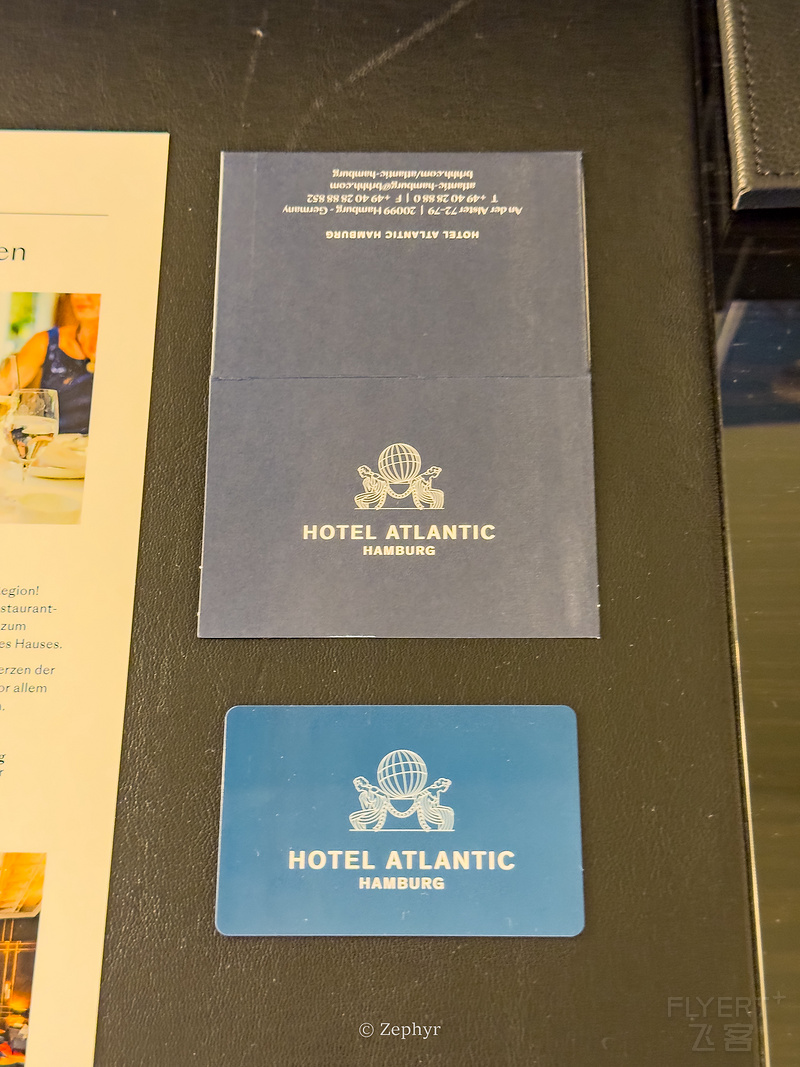 en
egion!
staurant-
zum
es Hauses.
erzen der
or allem
HOTEL ATLANTIC HAMBURG
An der Alster 72-79 | 20099 Hamburg - Germany
T +49 40 28 88 0 | F +49 40 28 88 852
atlantic-hamburg@brhhh.com
brhhh.com/atlantic-hamburg
HOTEL ATLANTIC
HAMBURG
HOTEL ATLANTIC
HAMBURG
© Zephyr
FLYERT+
飞客